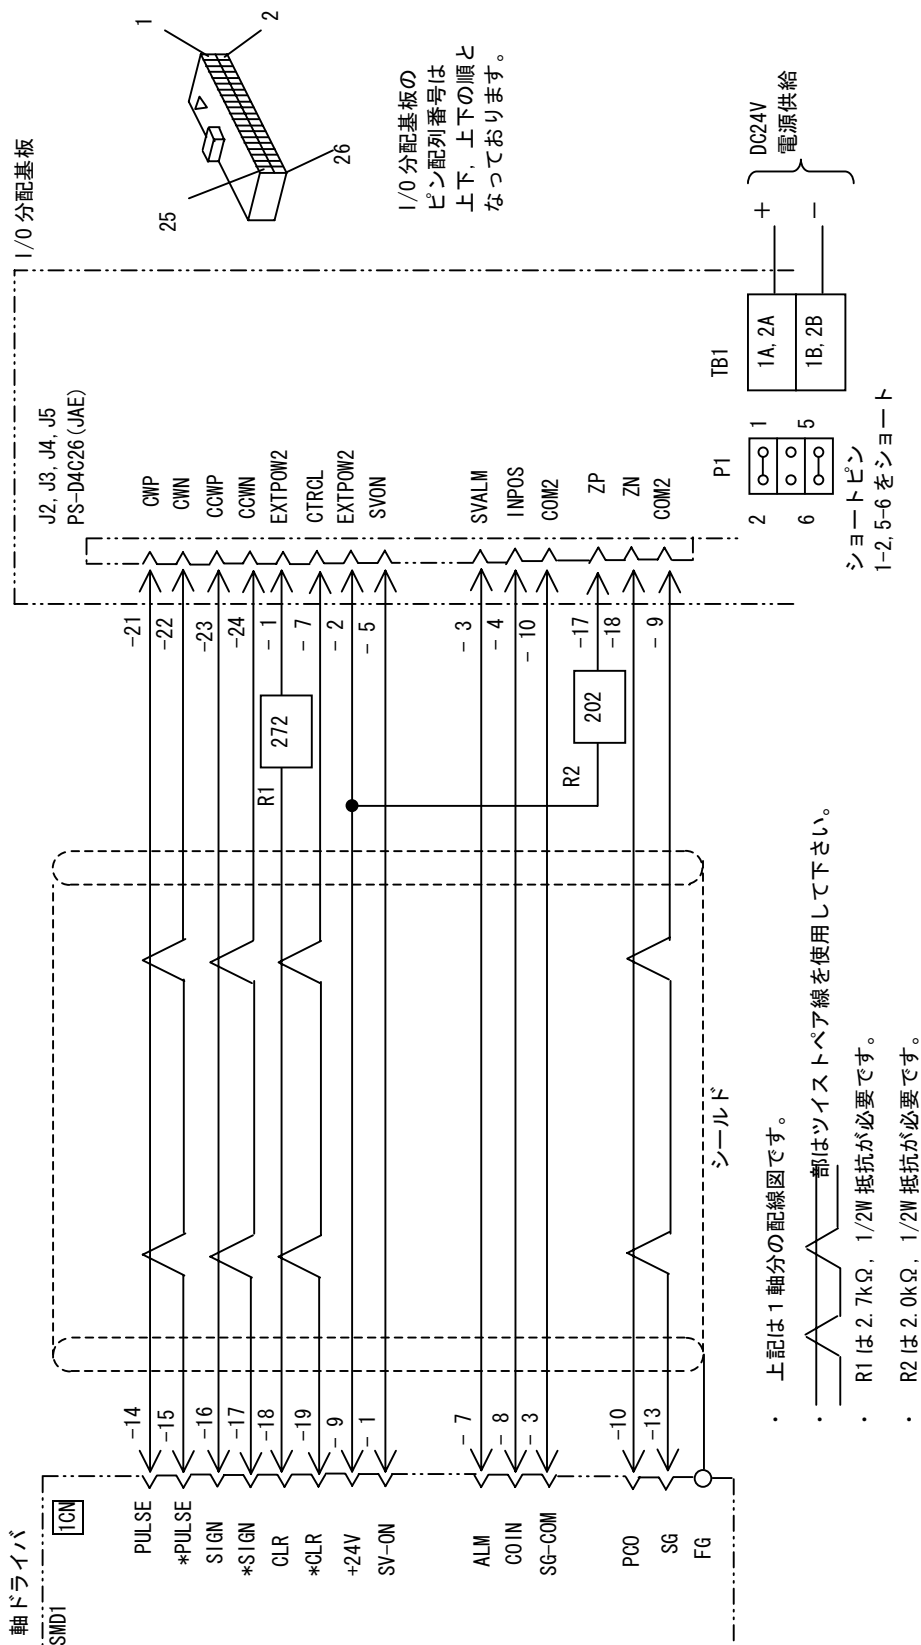 軸ドライバ
SMD1
1CN
PULSE
*PULSE
SIGN
*SIGN
CLR
*CLR
+24V
SV-ON
ALM
COIN
SG-COM
PCO
SG
FG
-14
-15
-16
-17
-18
-19
- 9
- 1
- 7
- 8
- 3
-10
-13
シールド
R1
272
R2
202
-21
-22
-23
-24
- 1
- 7
- 2
- 5
- 3
- 4
- 10
-17
-18
- 9
I/O 分配基板
J2, J3, J4, J5
PS-D4C26(JAE)
CWP
CWN
CCWP
CCWN
EXTPOW2
CTRCL
EXTPOW2
SVON
SVALM
INPOS
COM2
ZP
ZN
COM2
1
2
25
26
I/O 分配基板の
ピン配列番号は
上下, 上下の順と
なっております。
P1
2
1
6
5
ショートピン
1-2, 5-6 をショート
TB1
1A, 2A
1B, 2B
+
-
DC24V
電源供給
・ 上記は1軸分の配線図です。
・ 部はツイストペア線を使用して下さい。
・ R1 は 2.7kΩ, 1/2W 抵抗が必要です。
・ R2 は 2.0kΩ, 1/2W 抵抗が必要です。